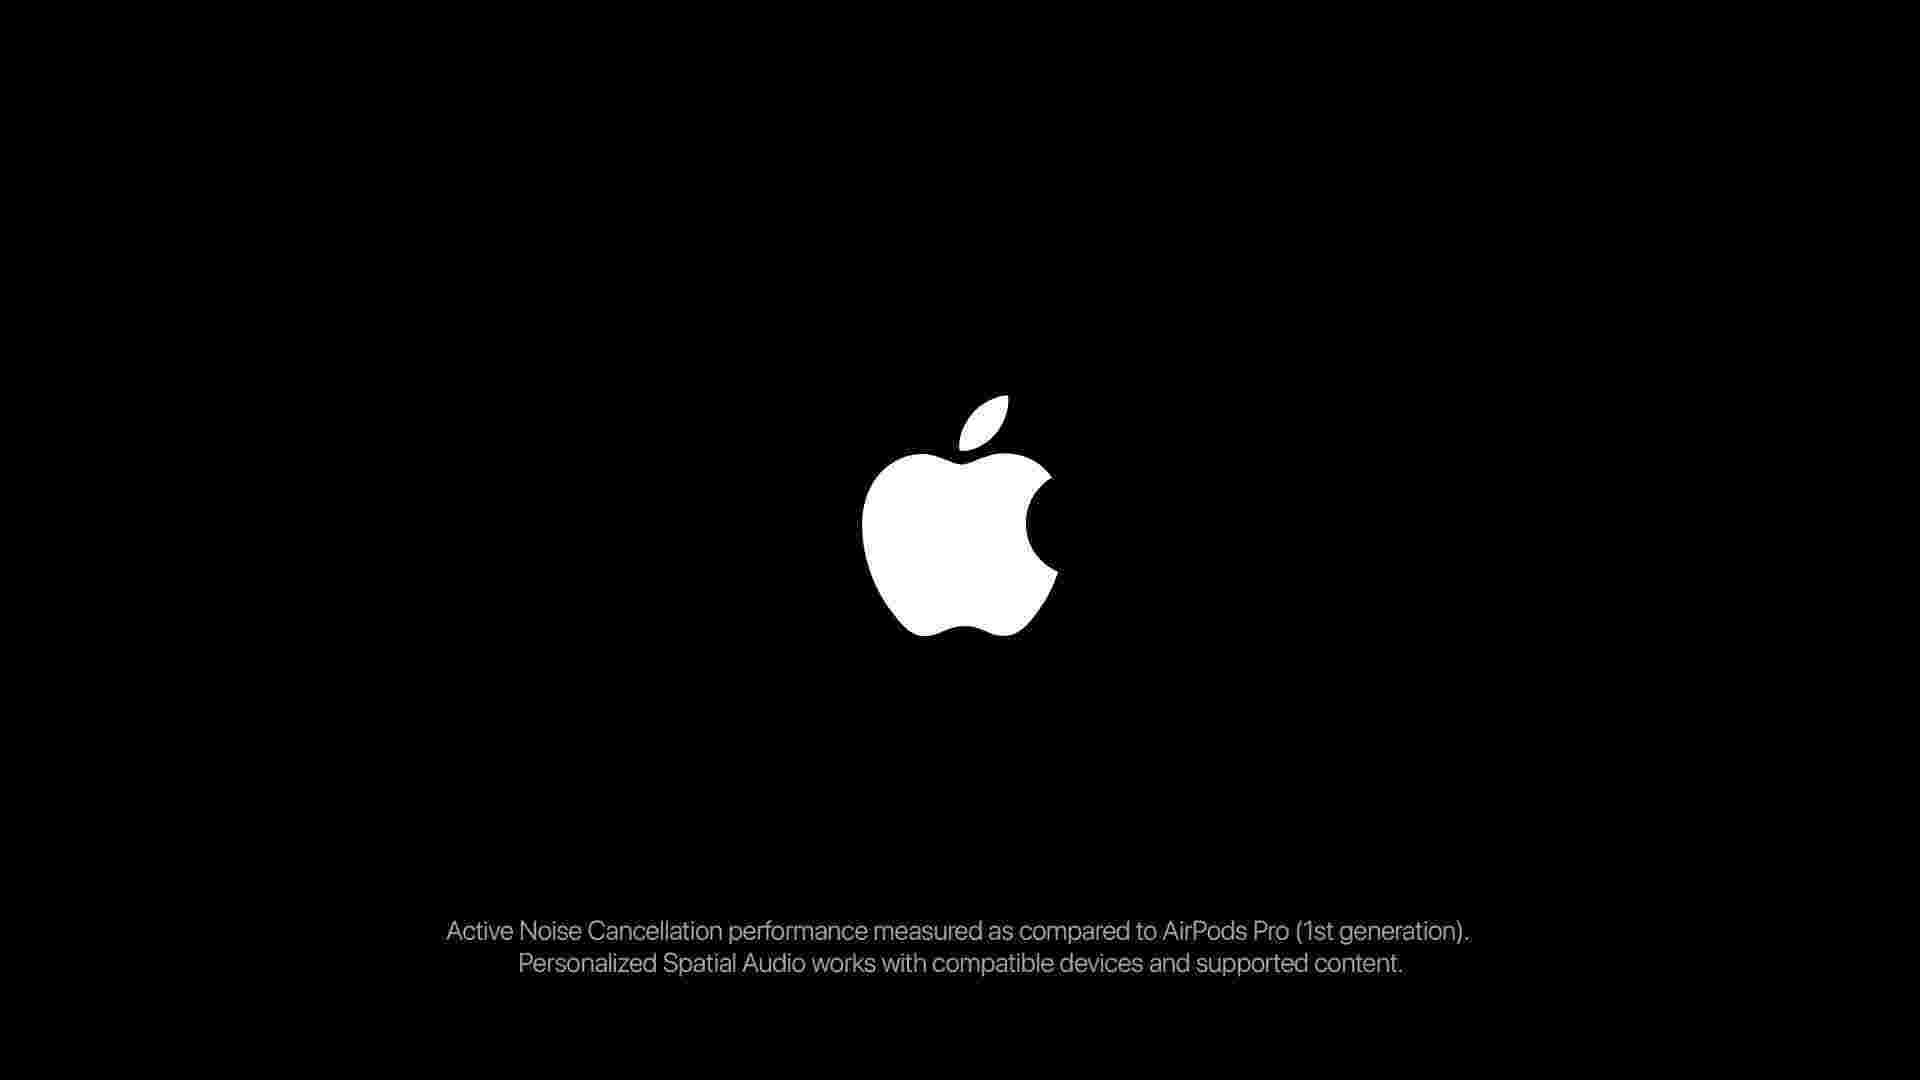 Active Noise Cancellation performance measured as compared to AirPods Pro (1st generation).
Personalized Spatial Audio works with compatible devices and supported content.